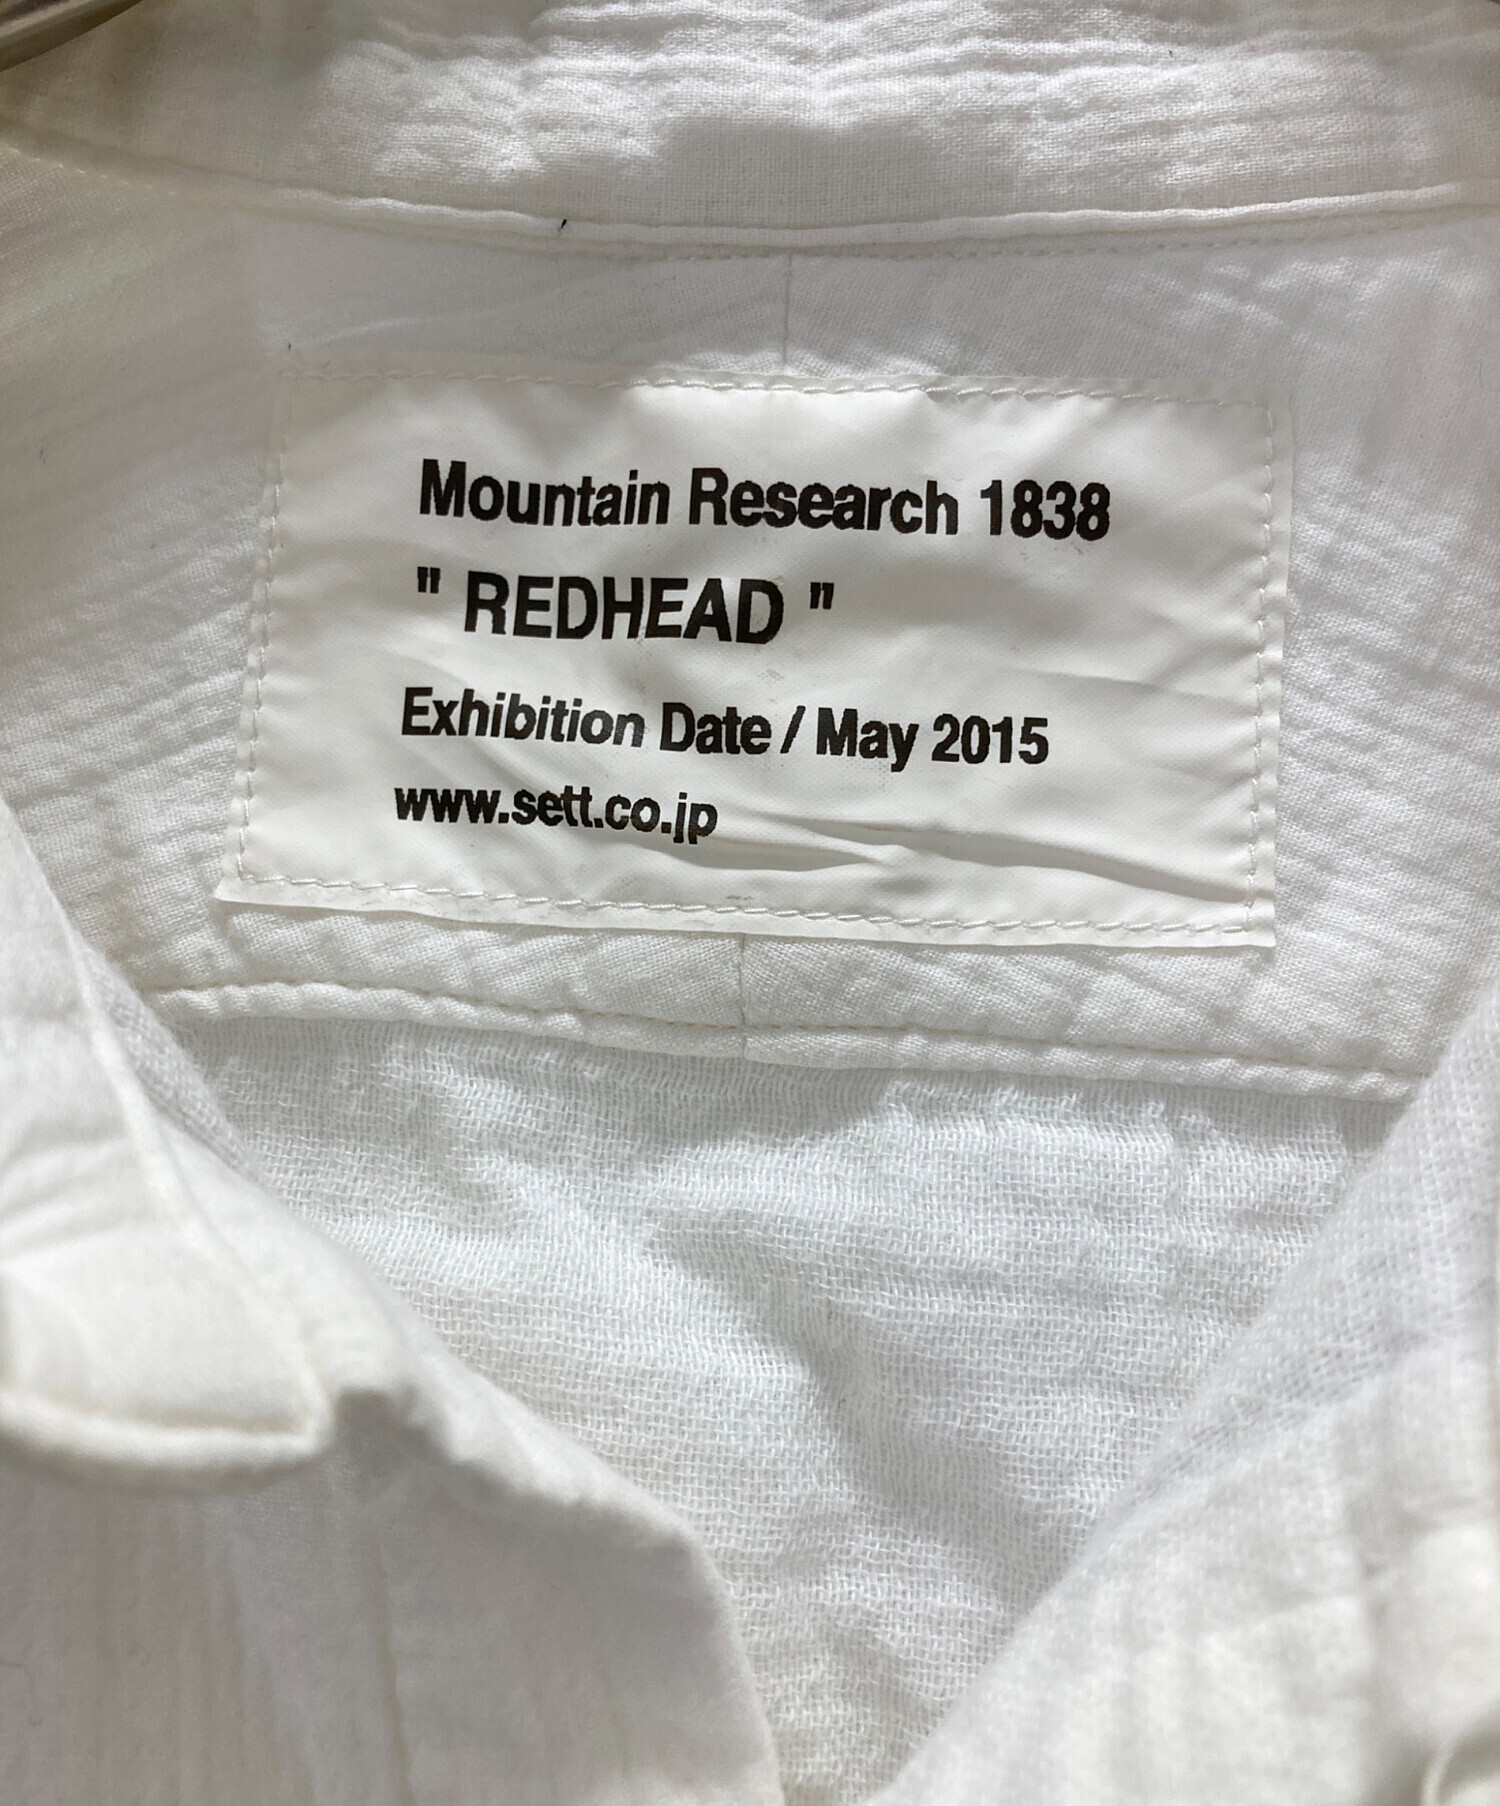 Mountain Research 1838
" REDHEAD "
Exhibition Date / May 2015
www.sett.co.jp